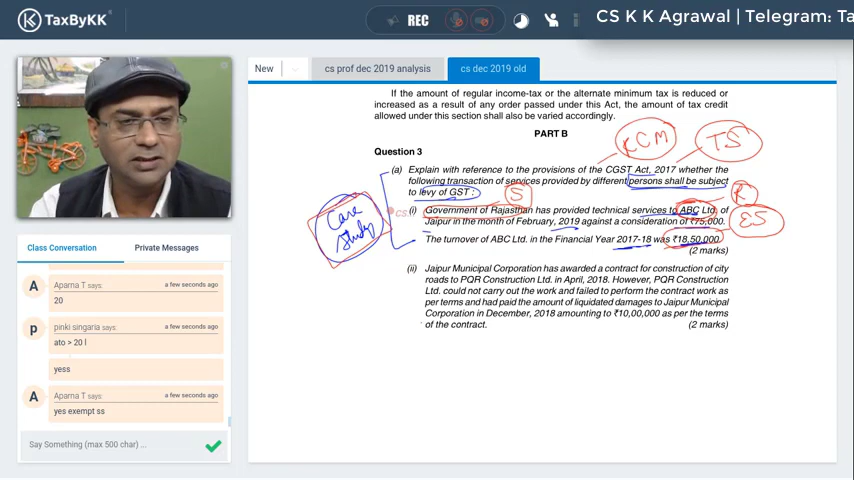 TaxByKK
REC
CS K K Agrawal | Telegram: Ta
New
cs prof dec 2019 analysis
cs dec 2019 old
If the amount of regular income-tax or the alternate minimum tax is reduced or
increased as a result of any order passed under this Act, the amount of tax credit
allowed under this section shall also be varied accordingly.
PART B
KCM
TS
Question 3
(a) Explain with reference to the provisions of the CGST Act, 2017 whether the
following transaction of services provided by different persons shall be subject
to levy of GST :
S
R
(i) Government of Rajasthan has provided technical services to ABC Ltd. of
Jaipur in the month of February, 2019 against a consideration of ₹75,000.
ES
Case
Study
CS
The turnover of ABC Ltd. in the Financial Year 2017-18 was ₹18,50,000
(2 marks)
(ii) Jaipur Municipal Corporation has awarded a contract for construction of city
roads to PQR Construction Ltd. in April, 2018. However, PQR Construction
Ltd. could not carry out the work and failed to perform the contract work as
per terms and had paid the amount of liquidated damages to Jaipur Municipal
Corporation in December, 2018 amounting to ₹10,00,000 as per the terms
of the contract. (2 marks)
Class Conversation
Private Messages
A
Aparna T says: a few seconds ago
20
p
pinki singaria says: a few seconds ago
ato > 20 l
yess
A
Aparna T says: a few seconds ago
yes exempt ss
Say Something (max 500 char) ...